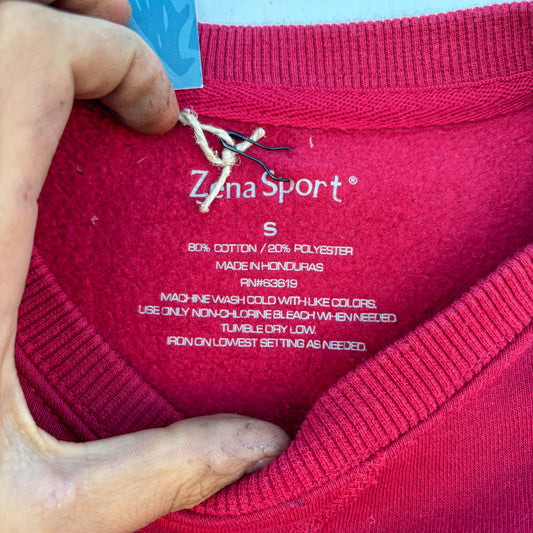 Zena Sport®
S
80% COTTON / 20% POLYESTER
MADE IN HONDURAS
RN#63619
MACHINE WASH COLD WITH LIKE COLORS.
USE ONLY NON-CHLORINE BLEACH WHEN NEEDED.
TUMBLE DRY LOW.
IRON ON LOWEST SETTING AS NEEDED.